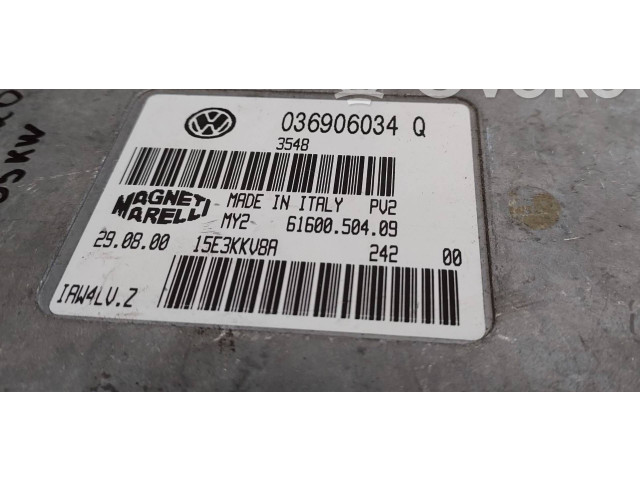 036906034 Q
3548
MAGNETI MARELLI
MADE IN ITALY PV2
MY2 61600.504.09
29.08.00 15E3KKV8A 242 00
IAW4LV.Z
KW